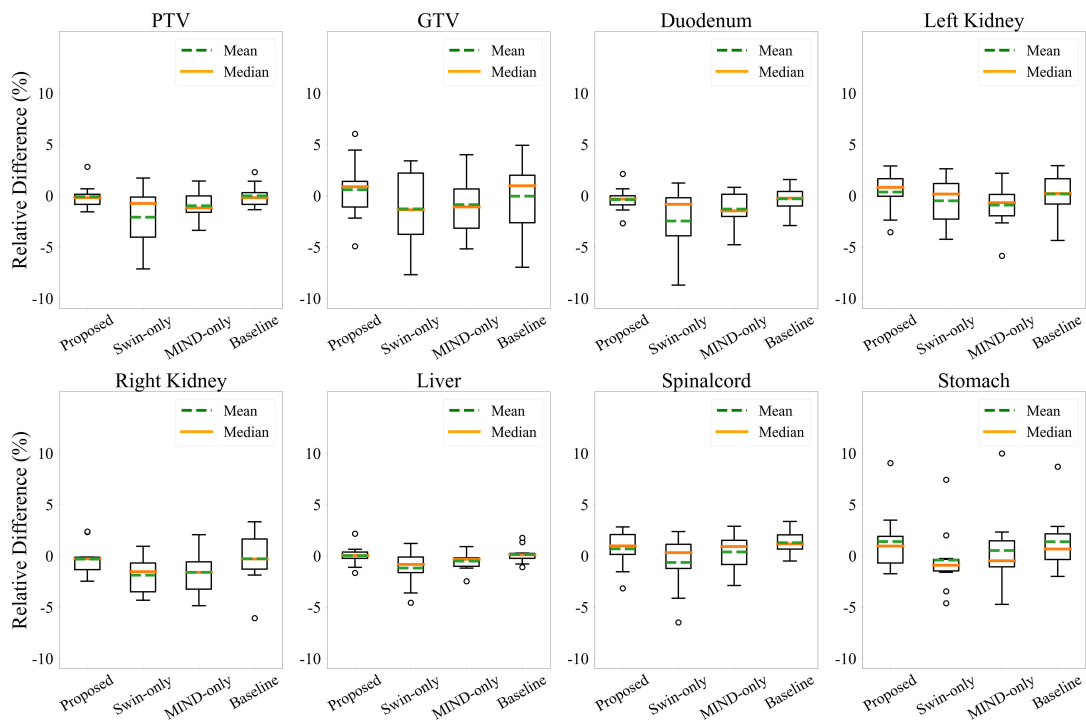 PTV
GTV
Duodenum
Left Kidney
Relative Difference (%)
Mean
Median
10
5
0
-5
-10
Proposed
Swin-only
MIND-only
Baseline
Mean
Median
10
5
0
-5
-10
Proposed
Swin-only
MIND-only
Baseline
Mean
Median
10
5
0
-5
-10
Proposed
Swin-only
MIND-only
Baseline
Mean
Median
10
5
0
-5
-10
Proposed
Swin-only
MIND-only
Baseline
Right Kidney
Liver
Spinalcord
Stomach
Relative Difference (%)
Mean
Median
10
5
0
-5
-10
Proposed
Swin-only
MIND-only
Baseline
Mean
Median
10
5
0
-5
-10
Proposed
Swin-only
MIND-only
Baseline
Mean
Median
10
5
0
-5
-10
Proposed
Swin-only
MIND-only
Baseline
Mean
Median
10
5
0
-5
-10
Proposed
Swin-only
MIND-only
Baseline